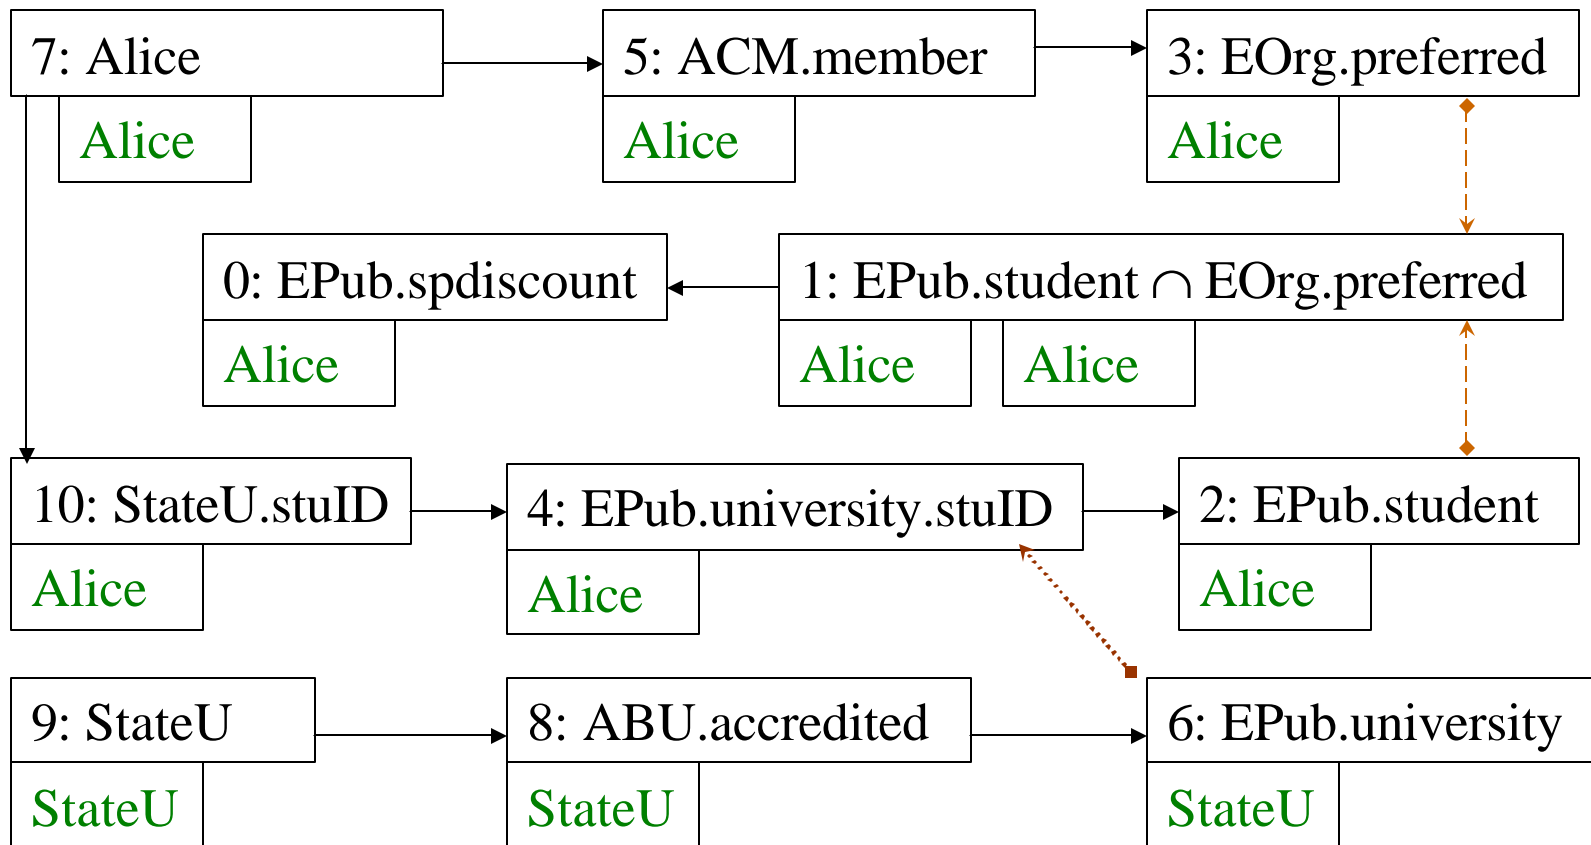 7: Alice
5: ACM.member
3: EOrg.preferred
Alice
Alice
Alice
0: EPub.spdiscount
1: EPub.student ∩ EOrg.preferred
Alice
Alice
Alice
10: StateU.stuID
4: EPub.university.stuID
2: EPub.student
Alice
Alice
Alice
9: StateU
8: ABU.accredited
6: EPub.university
StateU
StateU
StateU